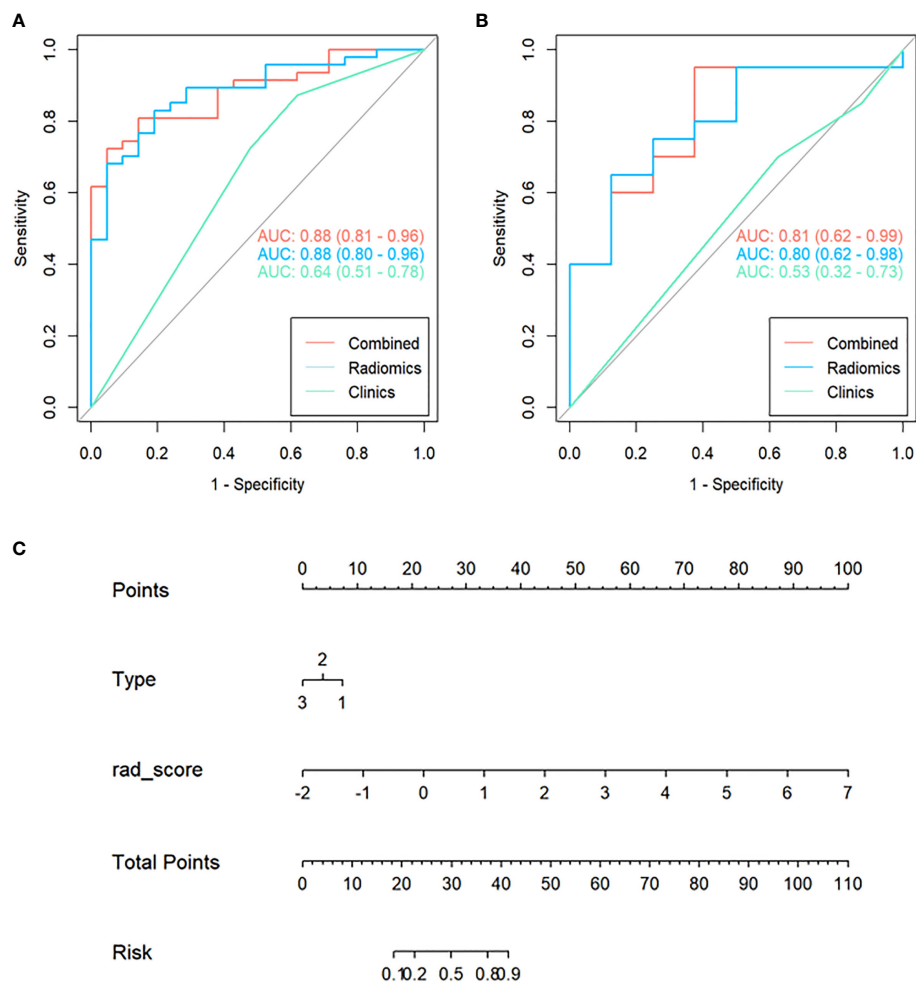 A
1.0
0.8
0.6
0.4
0.2
0.0
Sensitivity
AUC: 0.88 (0.81 - 0.96)
AUC: 0.88 (0.80 - 0.96)
AUC: 0.64 (0.51 - 0.78)
Combined
Radiomics
Clinics
0.0 0.2 0.4 0.6 0.8 1.0
1 - Specificity
B
1.0
0.8
0.6
0.4
0.2
0.0
Sensitivity
AUC: 0.81 (0.62 - 0.99)
AUC: 0.80 (0.62 - 0.98)
AUC: 0.53 (0.32 - 0.73)
Combined
Radiomics
Clinics
0.0 0.2 0.4 0.6 0.8 1.0
1 - Specificity
C
0 10 20 30 40 50 60 70 80 90 100
Points
2
Type
3 1
rad_score
-2 -1 0 1 2 3 4 5 6 7
Total Points
0 10 20 30 40 50 60 70 80 90 100 110
Risk
0.1 0.2 0.5 0.8 0.9